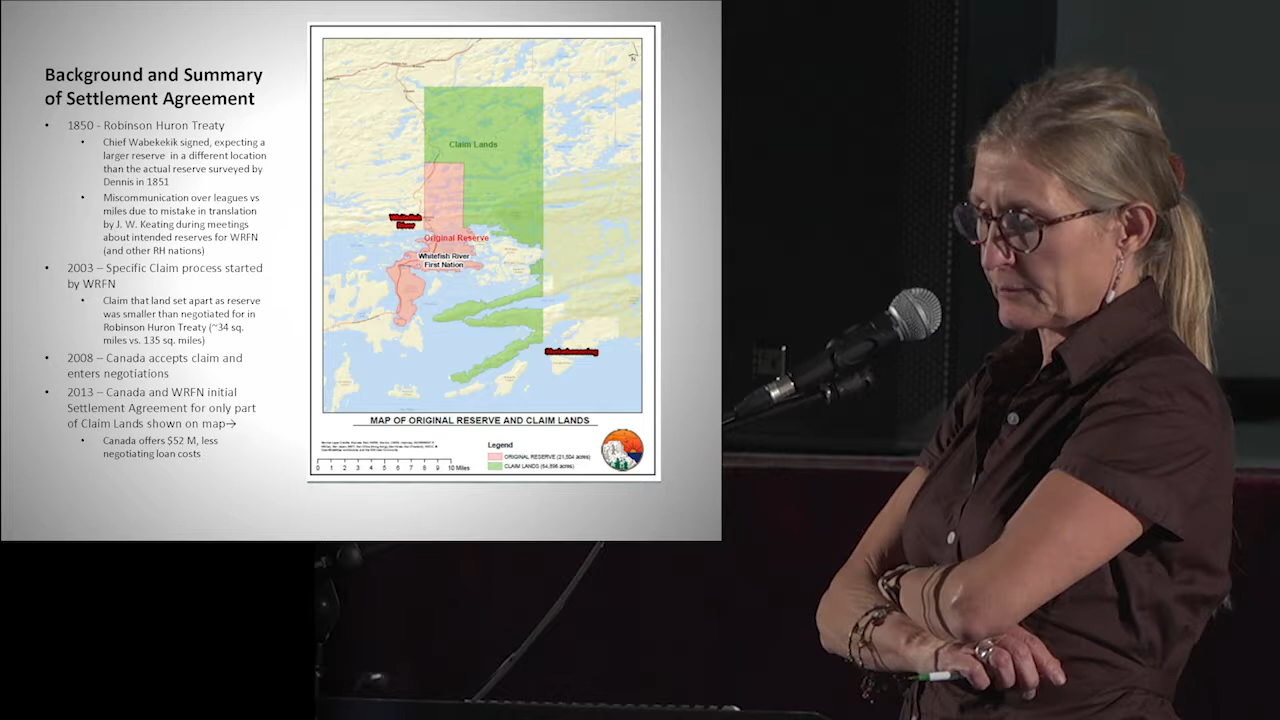 Background and Summary
of Settlement Agreement
• 1850 - Robinson Huron Treaty
• Chief Wabekekik signed, expecting a
larger reserve in a different location
than the actual reserve surveyed by
Dennis in 1851
• Miscommunication over leagues vs
miles due to mistake in translation
by J. W. Keating during meetings
about intended reserves for WRFN
(and other RH nations)
• 2003 – Specific Claim process started
by WRFN
• Claim that land set apart as reserve
was smaller than negotiated for in
Robinson Huron Treaty (~34 sq.
miles vs. 135 sq. miles)
• 2008 – Canada accepts claim and
enters negotiations
• 2013 – Canada and WRFN initial
Settlement Agreement for only part
of Claim Lands shown on map→
• Canada offers $52 M, less
negotiating loan costs
N
Claim Lands
Whitefish
River
Original Reserve
Whitefish River
First Nation
MAP OF ORIGINAL RESERVE AND CLAIM LANDS
Legend
ORIGINAL RESERVE (21,504 acres)
CLAIM LANDS (54,896 acres)
0 1 2 3 4 5 6 7 8 9 10 Miles